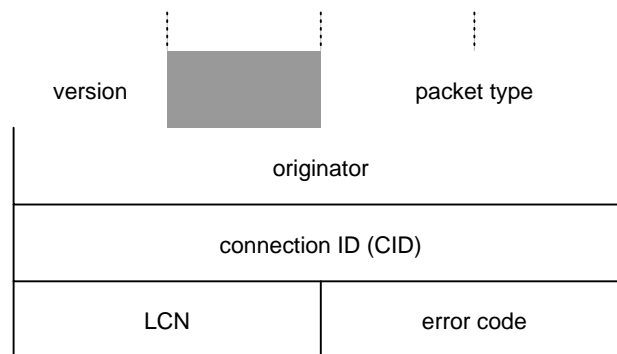 version
packet type
originator
connection ID (CID)
LCN
error code